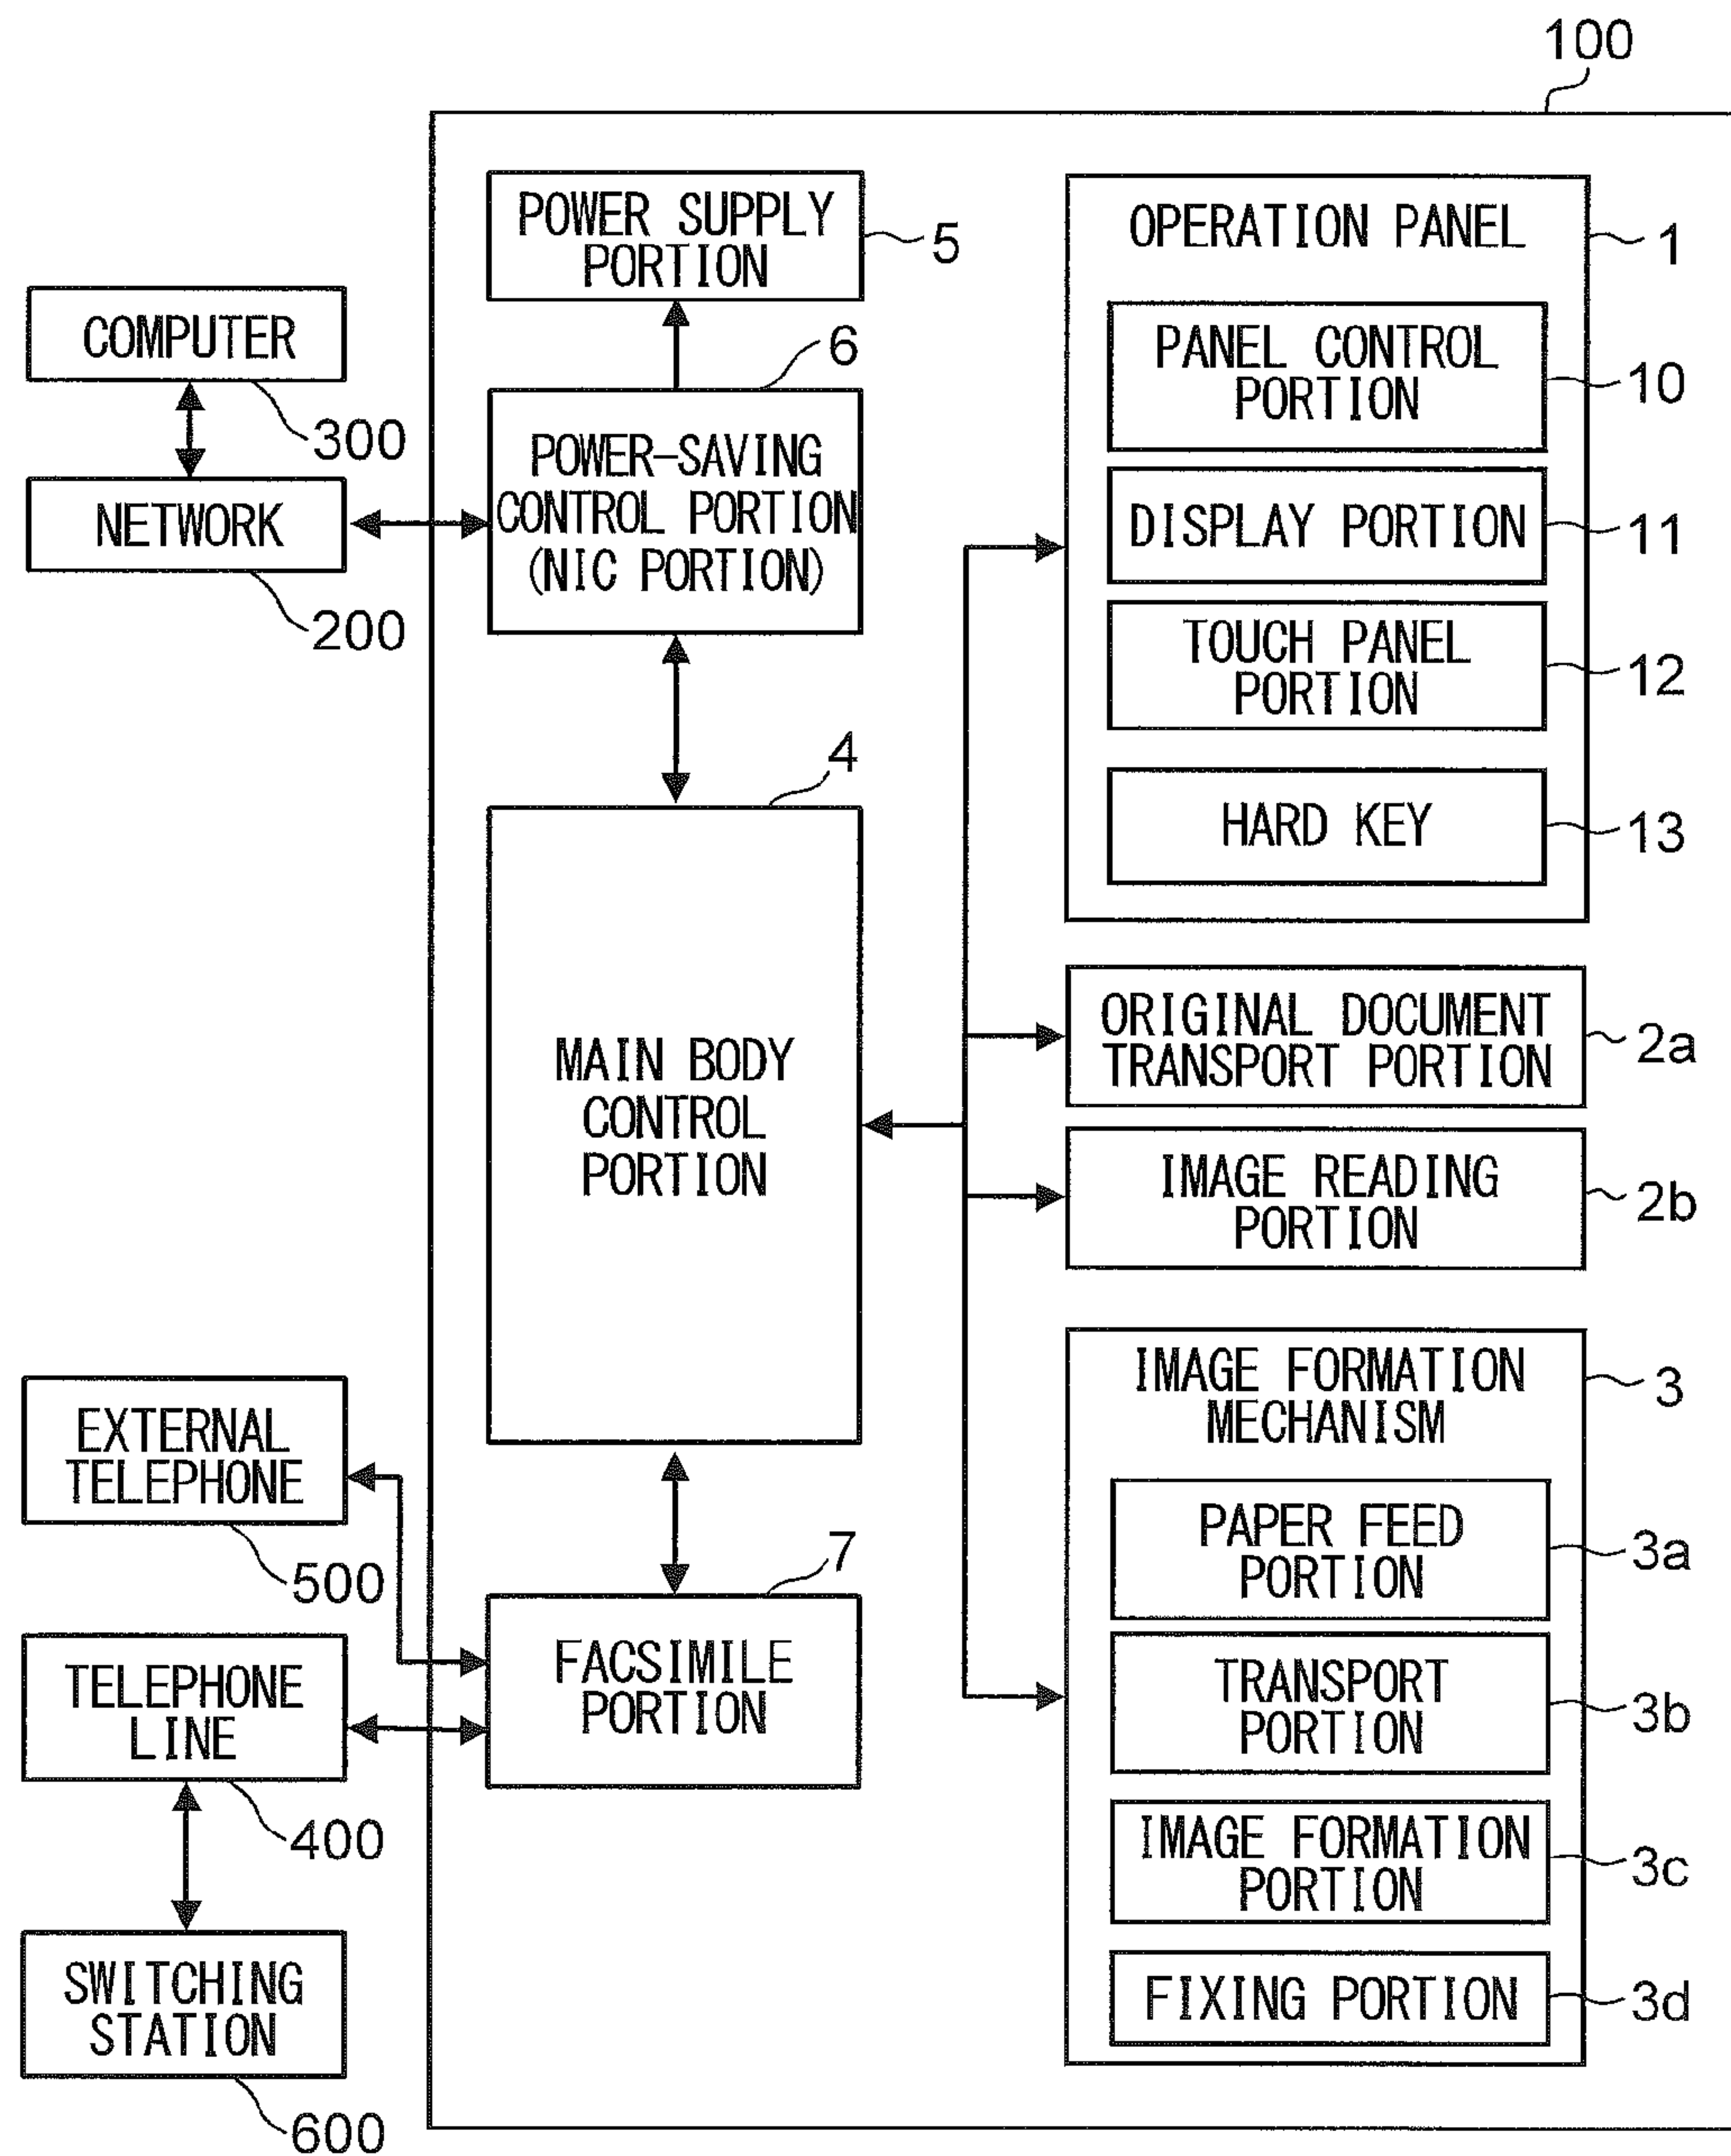 100
POWER SUPPLY
PORTION
5
COMPUTER
300
NETWORK
200
6
POWER-SAVING
CONTROL PORTION
(NIC PORTION)
4
MAIN BODY
CONTROL
PORTION
EXTERNAL
TELEPHONE
500
TELEPHONE
LINE
400
SWITCHING
STATION
600
7
FACSIMILE
PORTION
OPERATION PANEL
1
PANEL CONTROL
PORTION
10
DISPLAY PORTION
11
TOUCH PANEL
PORTION
12
HARD KEY
13
ORIGINAL DOCUMENT
TRANSPORT PORTION
2a
IMAGE READING
PORTION
2b
IMAGE FORMATION
MECHANISM
3
PAPER FEED
PORTION
3a
TRANSPORT
PORTION
3b
IMAGE FORMATION
PORTION
3c
FIXING PORTION
3d